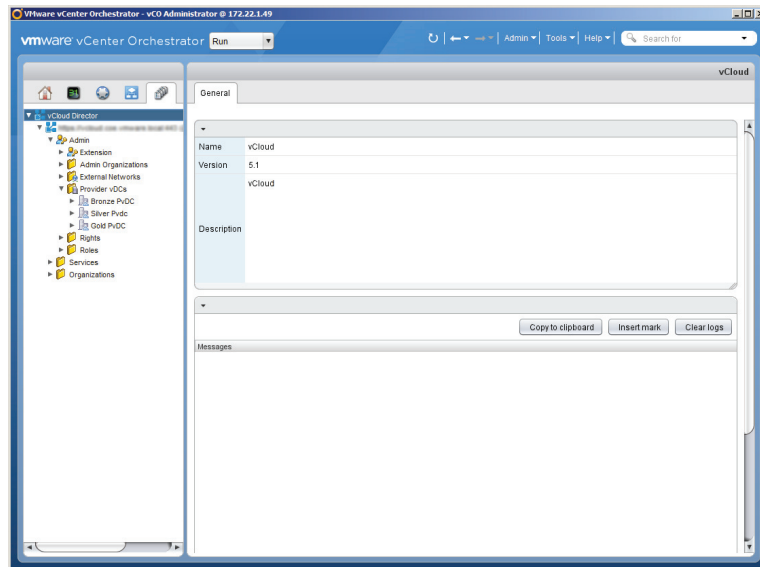 VMware vCenter Orchestrator - vCO Administrator @ 172.22.1.49
vmware vCenter Orchestrator Run Admin Tools Help Search for
vCloud
General
vCloud Director
Admin
Extension
Admin Organizations
External Networks
Provider vDCs
Bronze PvDC
Silver Pvdc
Gold PvDC
Rights
Roles
Services
Organizations
Name vCloud
Version 5.1
Description vCloud
Copy to clipboard Insert mark Clear logs
Messages